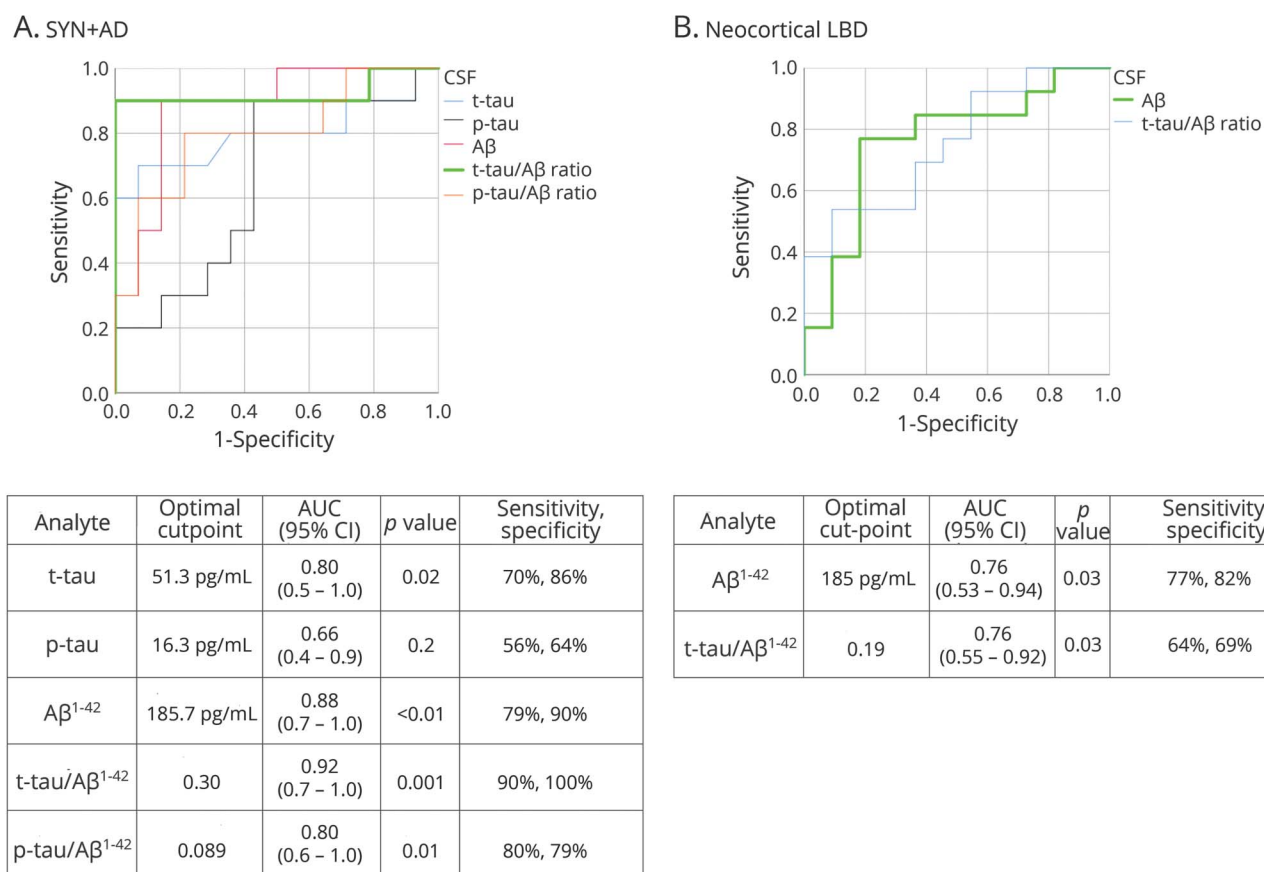 A. SYN+AD
1.0
0.8
0.6
0.4
0.2
0.0
Sensitivity
0.0 0.2 0.4 0.6 0.8 1.0
1-Specificity
CSF
t-tau
p-tau
Aβ
t-tau/Aβ ratio
p-tau/Aβ ratio
B. Neocortical LBD
1.0
0.8
0.6
0.4
0.2
0.0
Sensitivity
0.0 0.2 0.4 0.6 0.8 1.0
1-Specificity
CSF
Aβ
t-tau/Aβ ratio
Analyte Optimal cutpoint AUC (95% CI) p value Sensitivity, specificity
t-tau 51.3 pg/mL 0.80 (0.5 – 1.0) 0.02 70%, 86%
p-tau 16.3 pg/mL 0.66 (0.4 – 0.9) 0.2 56%, 64%
Aβ¹⁻⁴² 185.7 pg/mL 0.88 (0.7 – 1.0) <0.01 79%, 90%
t-tau/Aβ¹⁻⁴² 0.30 0.92 (0.7 – 1.0) 0.001 90%, 100%
p-tau/Aβ¹⁻⁴² 0.089 0.80 (0.6 – 1.0) 0.01 80%, 79%
Analyte Optimal cut-point AUC (95% CI) p value Sensitivity specificity
Aβ¹⁻⁴² 185 pg/mL 0.76 (0.53 – 0.94) 0.03 77%, 82%
t-tau/Aβ¹⁻⁴² 0.19 0.76 (0.55 – 0.92) 0.03 64%, 69%